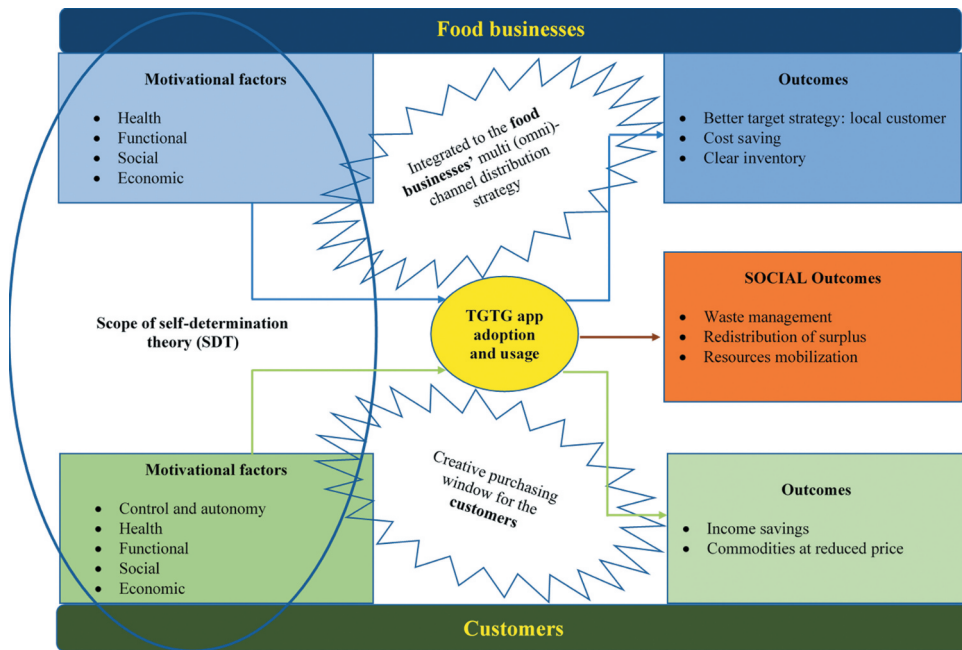 Food businesses
Motivational factors
• Health
• Functional
• Social
• Economic
Integrated to the food
businesses' multi (omni)-
channel distribution
strategy
Outcomes
• Better target strategy: local customer
• Cost saving
• Clear inventory
Scope of self-determination
theory (SDT)
TGTG app
adoption
and usage
SOCIAL Outcomes
• Waste management
• Redistribution of surplus
• Resources mobilization
Motivational factors
• Control and autonomy
• Health
• Functional
• Social
• Economic
Creative purchasing
window for the
customers
Outcomes
• Income savings
• Commodities at reduced price
Customers